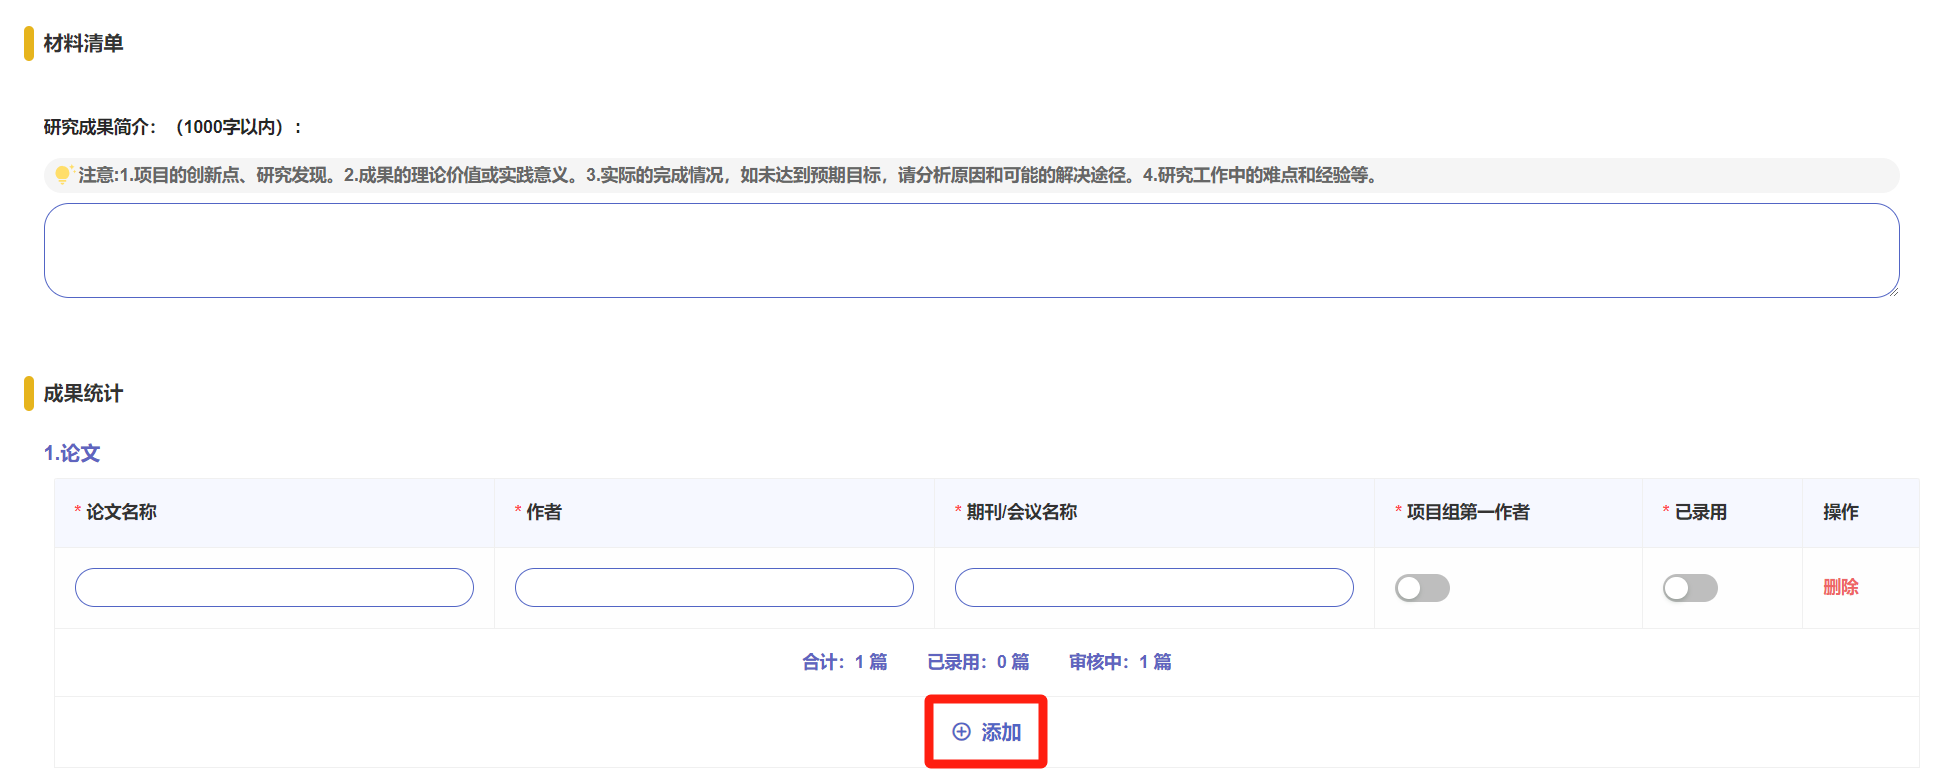 材料清单
研究成果简介：（1000字以内）：
注意:1.项目的创新点、研究发现。2.成果的理论价值或实践意义。3.实际的完成情况，如未达到预期目标，请分析原因和可能的解决途径。4.研究工作中的难点和经验等。
成果统计
1.论文
* 论文名称 * 作者 * 期刊/会议名称 * 项目组第一作者 * 已录用 操作
删除
合计：1 篇 已录用：0 篇 审核中：1 篇
添加